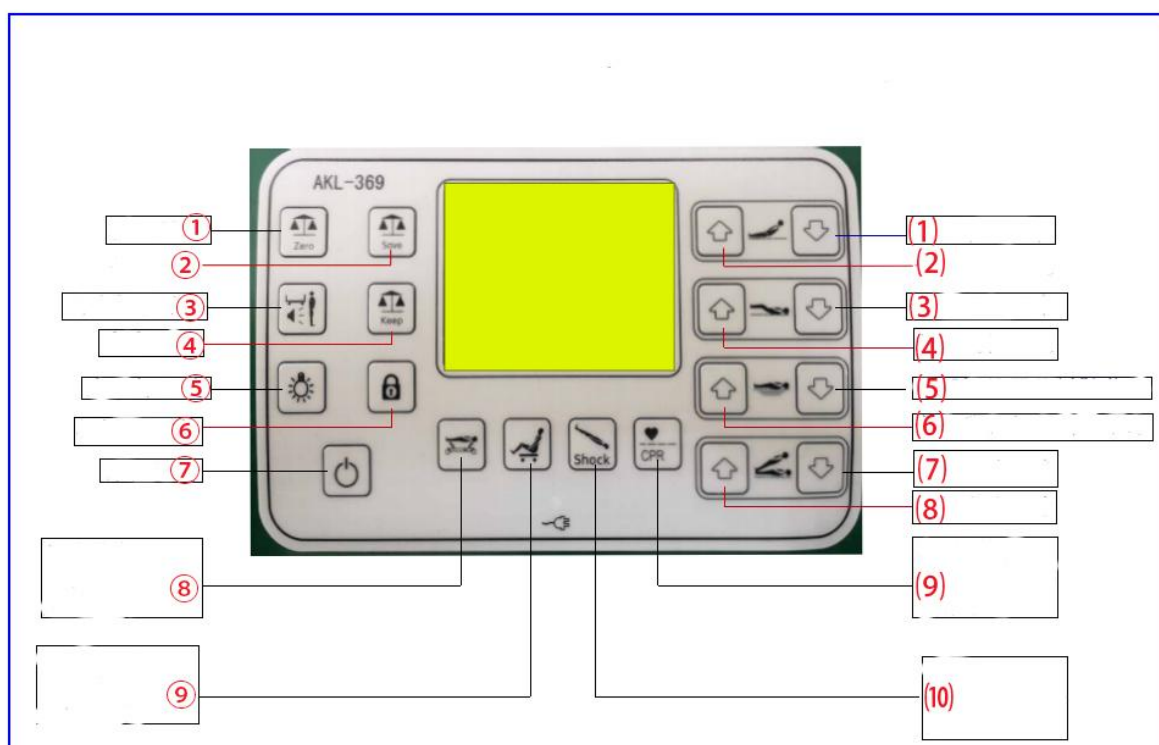 AKL-369
① Zero Save (1)
② (2)
③ Keep (3)
④ (4)
⑤ (5)
⑥ (6)
⑦ Shock CPR (7)
(8)
⑧ (9)
⑨ (10)